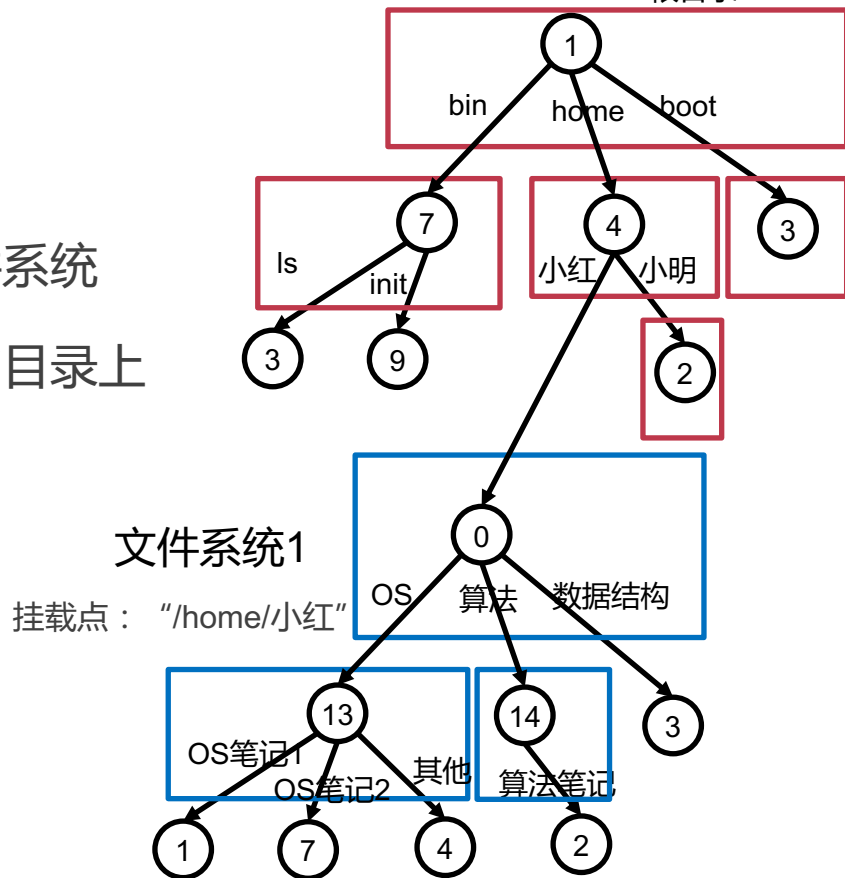 1
bin home boot
7 4 3
系统
ls init 小红 小明
目录上
3 9 2
文件系统1
0
挂载点：“/home/小红”
OS 算法 数据结构
13 14 3
OS笔记1 OS笔记2 其他 算法笔记
1 7 4 2